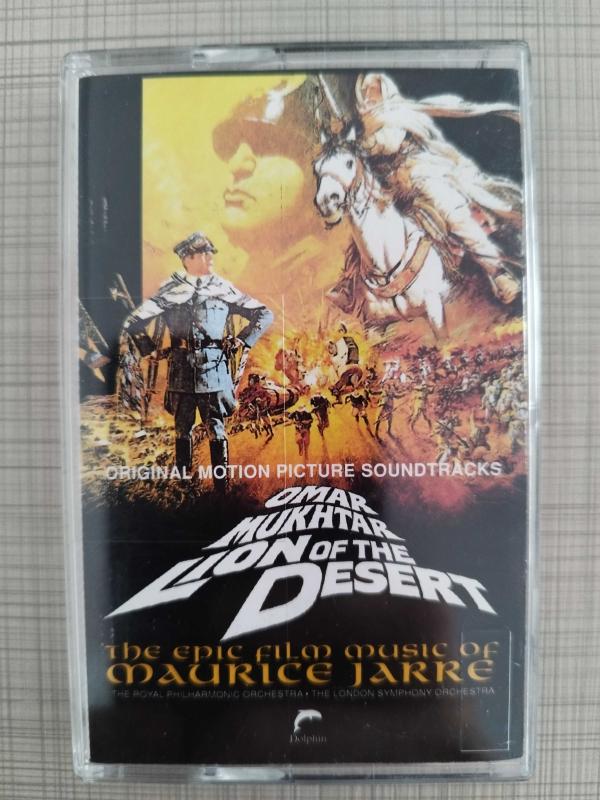 ORIGINAL MOTION PICTURE SOUNDTRACKS
OMAR
MUKHTAR
LION OF THE
DESERT
THE EPIC FILM MUSIC OF
MAURICE JARRE
THE ROYAL PHILHARMONIC ORCHESTRA • THE LONDON SYMPHONY ORCHESTRA
Dolphin